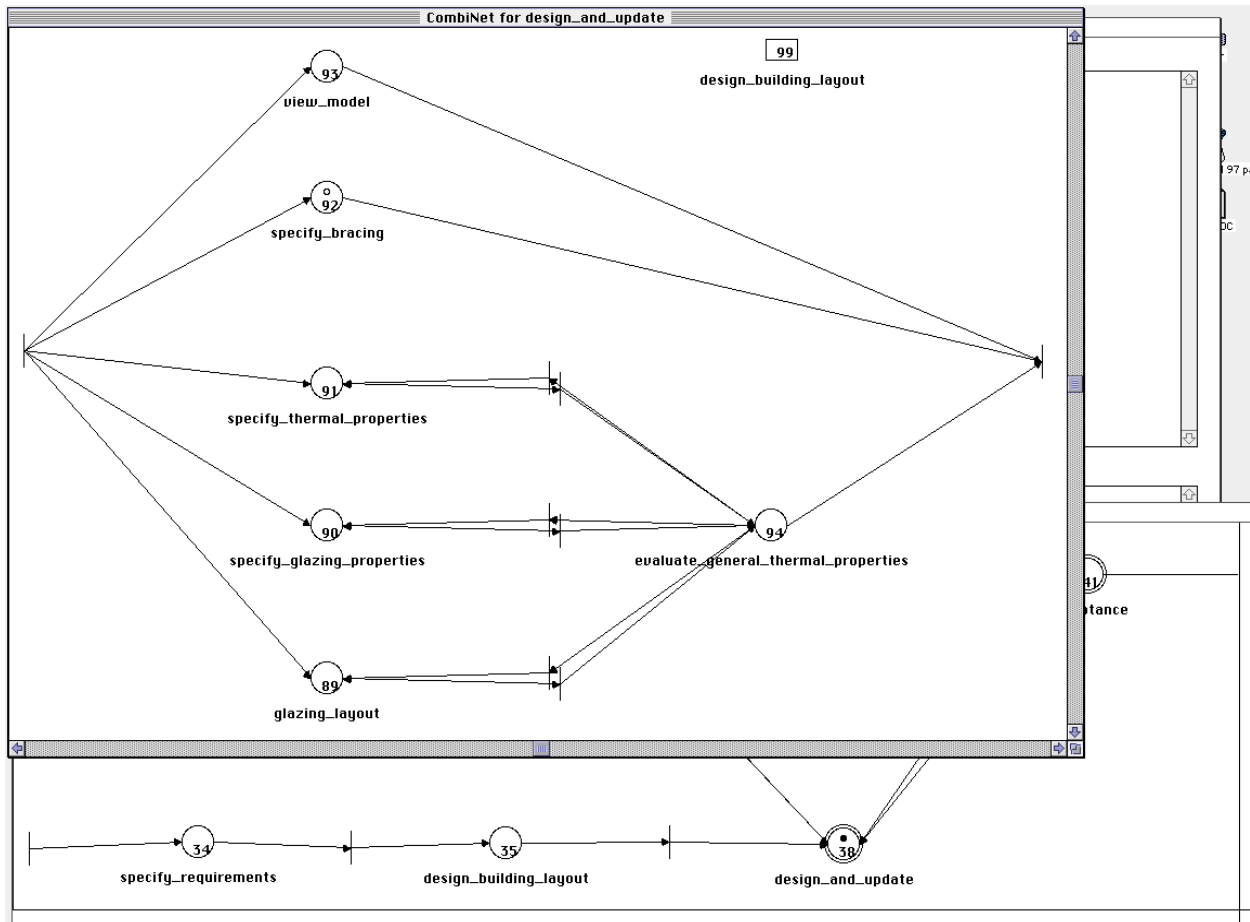 CombiNet for design_and_update
93
view_model
99
design_building_layout
92
specify_bracing
97
91
specify_thermal_properties
90
specify_glazing_properties
94
evaluate_general_thermal_properties
41
89
glazing_layout
34
specify_requirements
35
design_building_layout
38
design_and_update